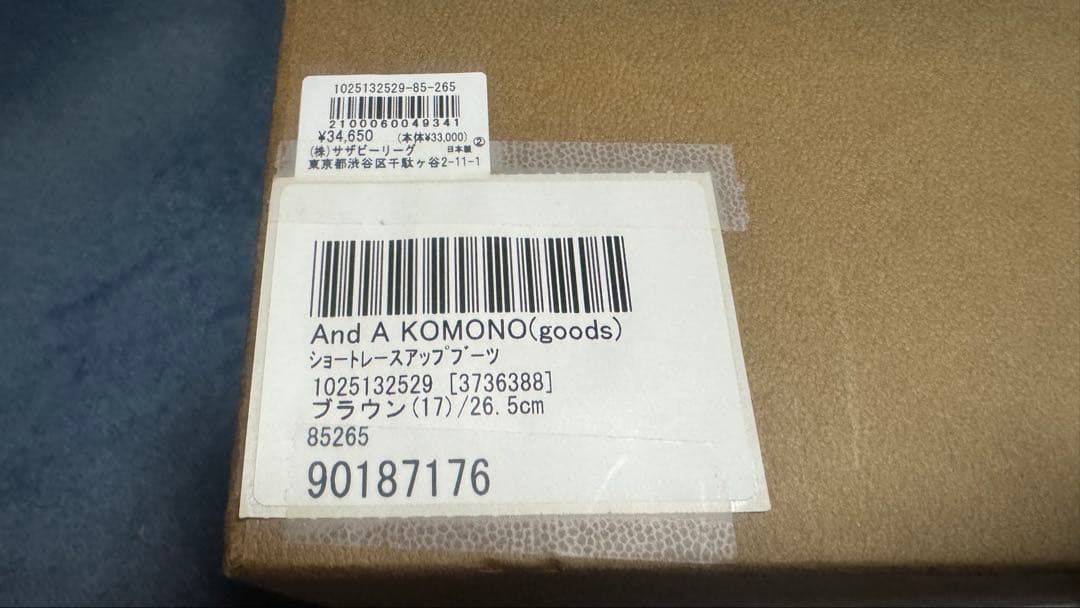 1025132529-85-265
2100060049341
¥34,650 (本体¥33,000)
(株)サザビーリーグ 日本製 ②
東京都渋谷区千駄ヶ谷2-11-1
And A KOMONO(goods)
ショートレースアップブーツ
1025132529 [3736388]
ブラウン(17)/26.5cm
85265
90187176